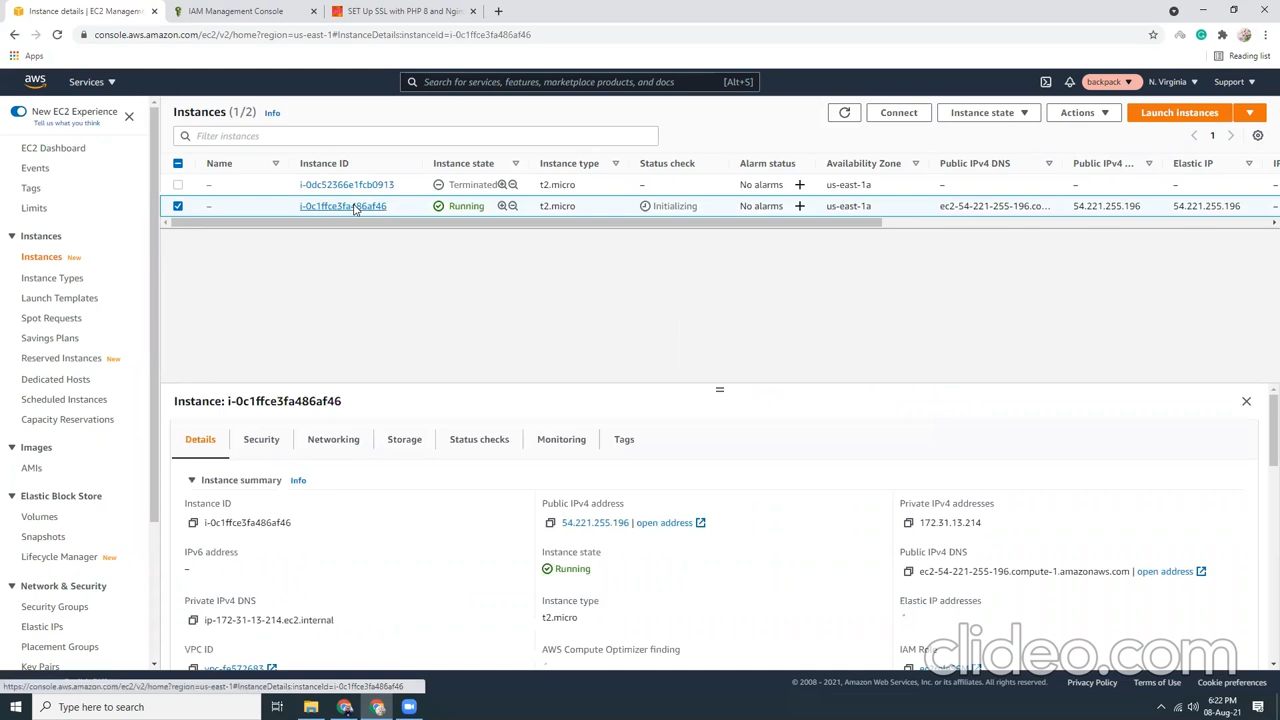 Instance details | EC2 Managem
IAM Management Console
SET Up SSL with PHP 8 and Nginx
console.aws.amazon.com/ec2/v2/home?region=us-east-1#InstanceDetails:instanceId=i-0c1ffce3fa486af46
Apps
Reading list
aws
Services
Search for services, features, marketplace products, and docs
[Alt+S]
backpack
N. Virginia
Support
New EC2 Experience
Tell us what you think
EC2 Dashboard
Events
Tags
Limits
Instances
Instances New
Instance Types
Launch Templates
Spot Requests
Savings Plans
Reserved Instances New
Dedicated Hosts
Scheduled Instances
Capacity Reservations
Images
AMIs
Elastic Block Store
Volumes
Snapshots
Lifecycle Manager New
Network & Security
Security Groups
Elastic IPs
Placement Groups
Key Pairs
Instances (1/2) Info
Connect
Instance state
Actions
Launch instances
Filter instances
1
Name Instance ID Instance state Instance type Status check Alarm status Availability Zone Public IPv4 DNS Public IPv4 ... Elastic IP
– i-0dc52366e1fcb0913 Terminated t2.micro – No alarms + us-east-1a – – –
– i-0c1ffce3fa486af46 Running t2.micro Initializing No alarms + us-east-1a ec2-54-221-255-196.co... 54.221.255.196 54.221.255.196 –
Instance: i-0c1ffce3fa486af46
Details Security Networking Storage Status checks Monitoring Tags
Instance summary Info
Instance ID
i-0c1ffce3fa486af46
Public IPv4 address
54.221.255.196 | open address
Private IPv4 addresses
172.31.13.214
IPv6 address
–
Instance state
Running
Public IPv4 DNS
ec2-54-221-255-196.compute-1.amazonaws.com | open address
Private IPv4 DNS
ip-172-31-13-214.ec2.internal
Instance type
t2.micro
Elastic IP addresses
VPC ID
vpc-fe572683
AWS Compute Optimizer finding
IAM Role
clideo.com
https://console.aws.amazon.com/ec2/v2/home?region=us-east-1#InstanceDetails:instanceId=i-0c1ffce3fa486af46
© 2008 - 2021, Amazon Web Services, Inc. or its affiliates. All rights reserved.
Privacy Policy
Terms of Use
Cookie preferences
Type here to search
6:22 PM
08-Aug-21